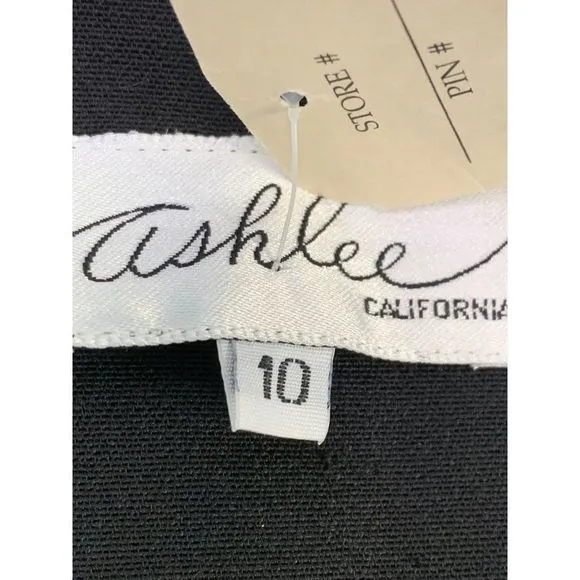 PIN #
STORE #
ashlee
CALIFORNIA
10